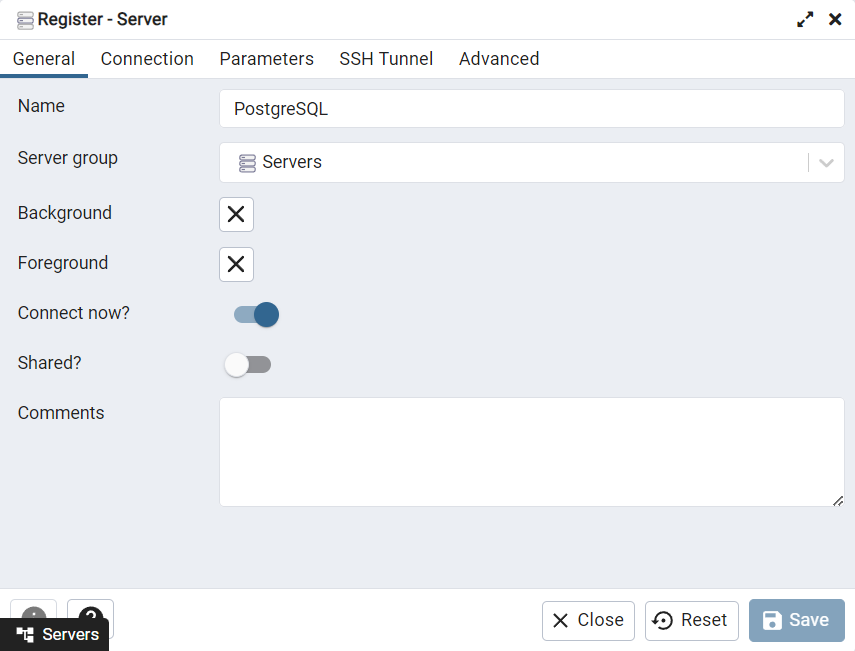 Register - Server
General Connection Parameters SSH Tunnel Advanced
Name PostgreSQL
Server group Servers
Background
Foreground
Connect now?
Shared?
Comments
Close Reset Save
Servers